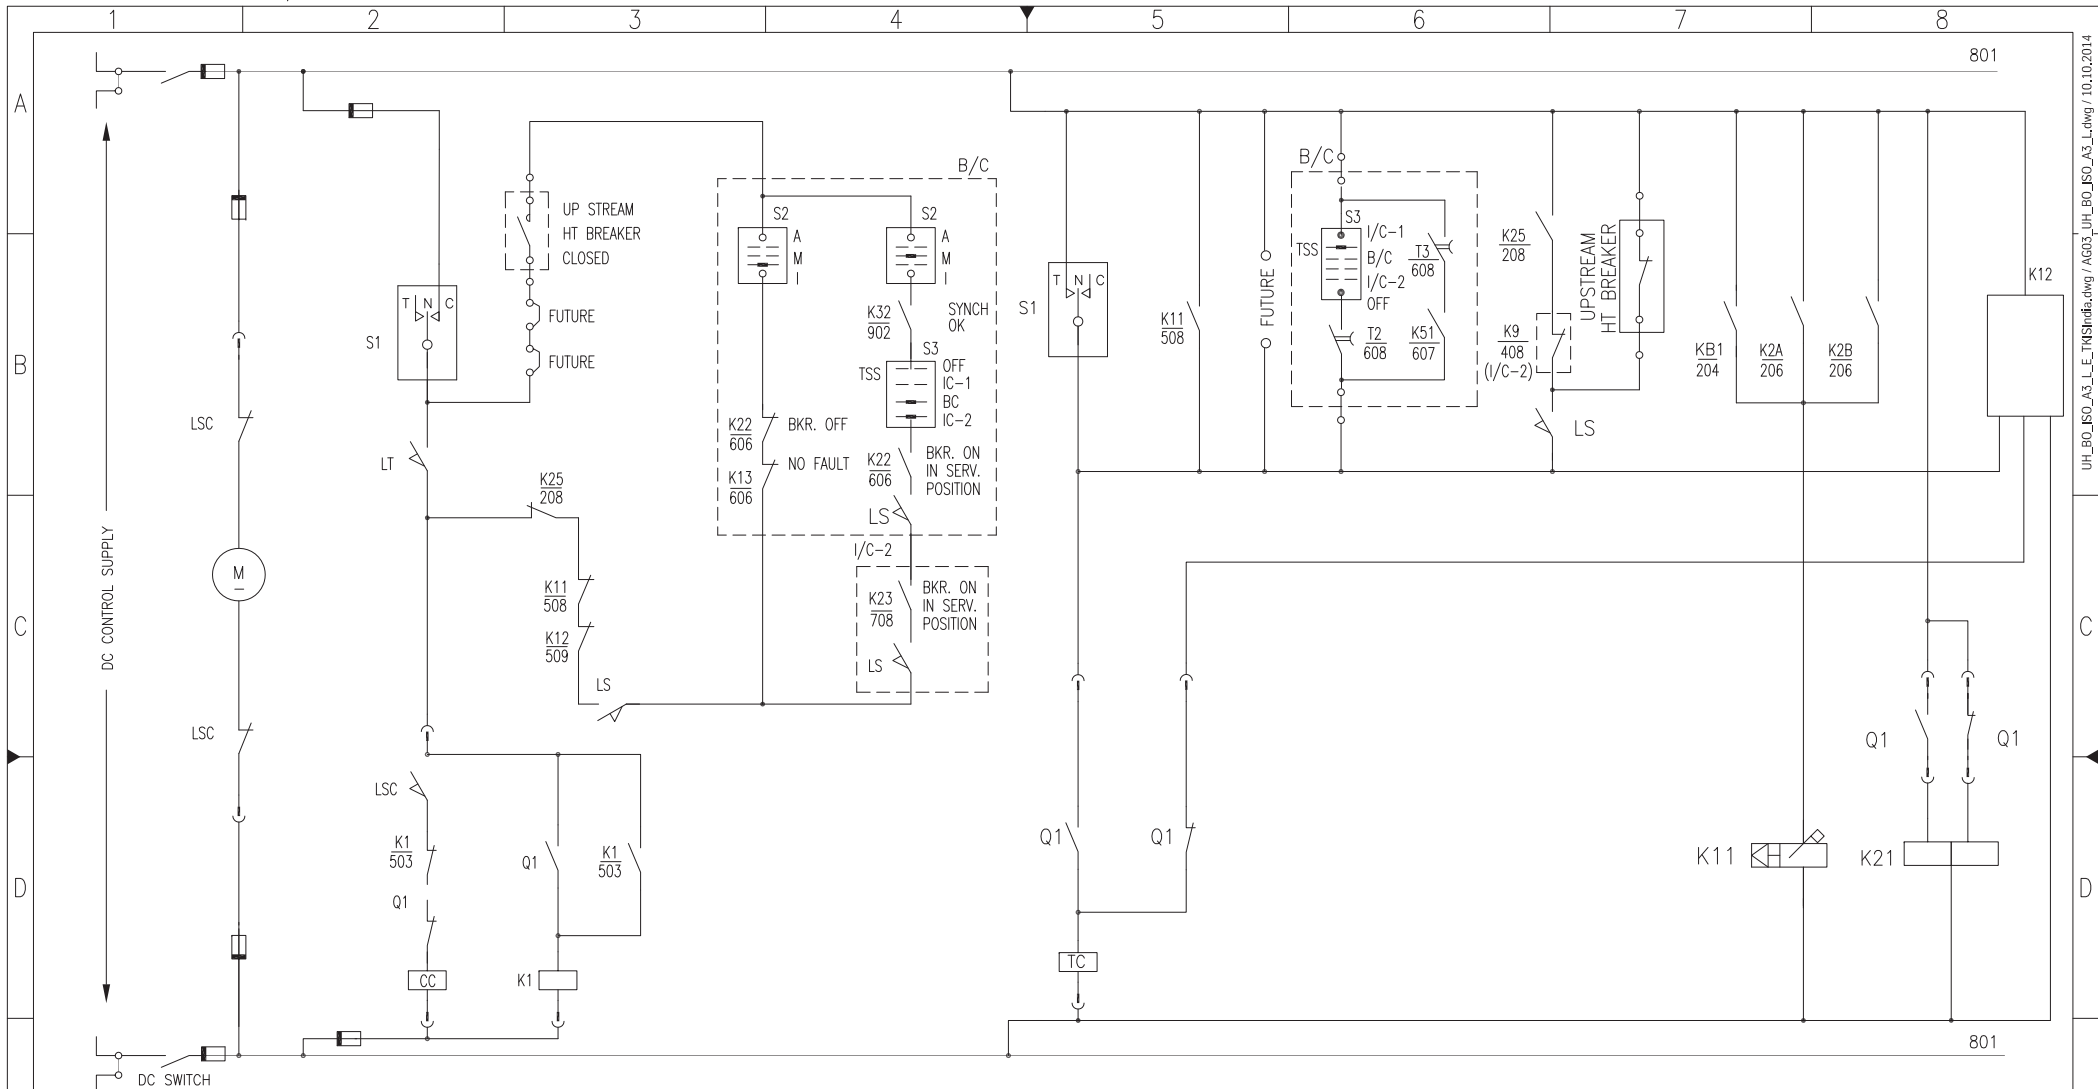 1 2 3 4 5 6 7 8
A
B
C
D
C
D
801
801
DC CONTROL SUPPLY
DC SWITCH
LSC
M
LSC
S1
T N C
LT
UP STREAM
HT BREAKER
CLOSED
FUTURE
FUTURE
K25
208
K11
508
K12
509
LS
LSC
K1
503
Q1
CC
Q1
K1
503
K1
B/C
S2
A
M
I
K22
606
BKR. OFF
K13
606
NO FAULT
S2
A
M
I
K32
902
SYNCH
OK
S3
TSS
OFF
IC-1
BC
IC-2
K22
606
BKR. ON
IN SERV.
POSITION
LS
I/C-2
K23
708
BKR. ON
IN SERV.
POSITION
LS
S1
T N C
K11
508
FUTURE
B/C
S3
TSS
I/C-1
B/C
I/C-2
OFF
T2
608
T3
608
K51
607
K25
208
K9
408
(I/C-2)
UPSTREAM
HT BREAKER
LS
KB1
204
K2A
206
K2B
206
K12
Q1
Q1
TC
K11
Q1
Q1
K21
UH_BO_ISO_A3_L_E_TKISIndia.dwg / AG03_UH_BO_ISO_A3_L.dwg / 10.10.2014